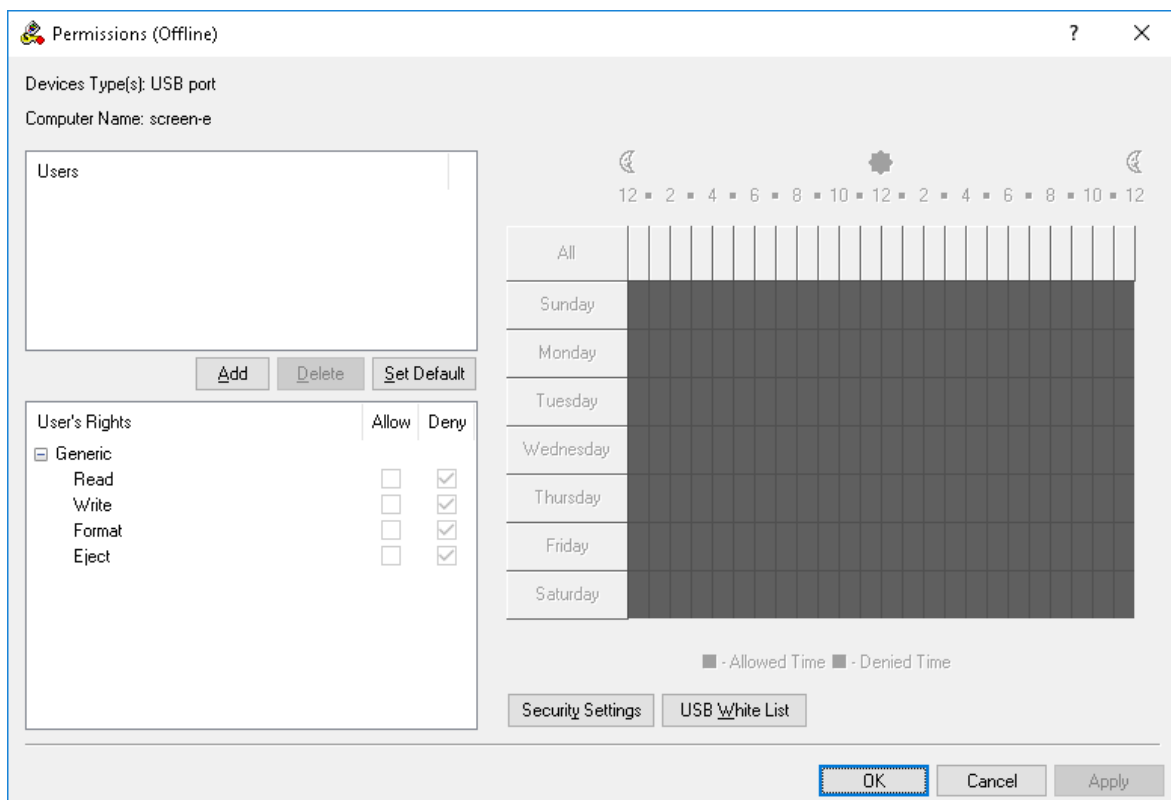 Permissions (Offline)
?
Devices Type(s): USB port
Computer Name: screen-e
Users
Add
Delete
Set Default
User's Rights Allow Deny
Generic
Read
Write
Format
Eject
12 ▪ 2 ▪ 4 ▪ 6 ▪ 8 ▪ 10 ▪ 12 ▪ 2 ▪ 4 ▪ 6 ▪ 8 ▪ 10 ▪ 12
All
Sunday
Monday
Tuesday
Wednesday
Thursday
Friday
Saturday
- Allowed Time - Denied Time
Security Settings
USB White List
OK
Cancel
Apply